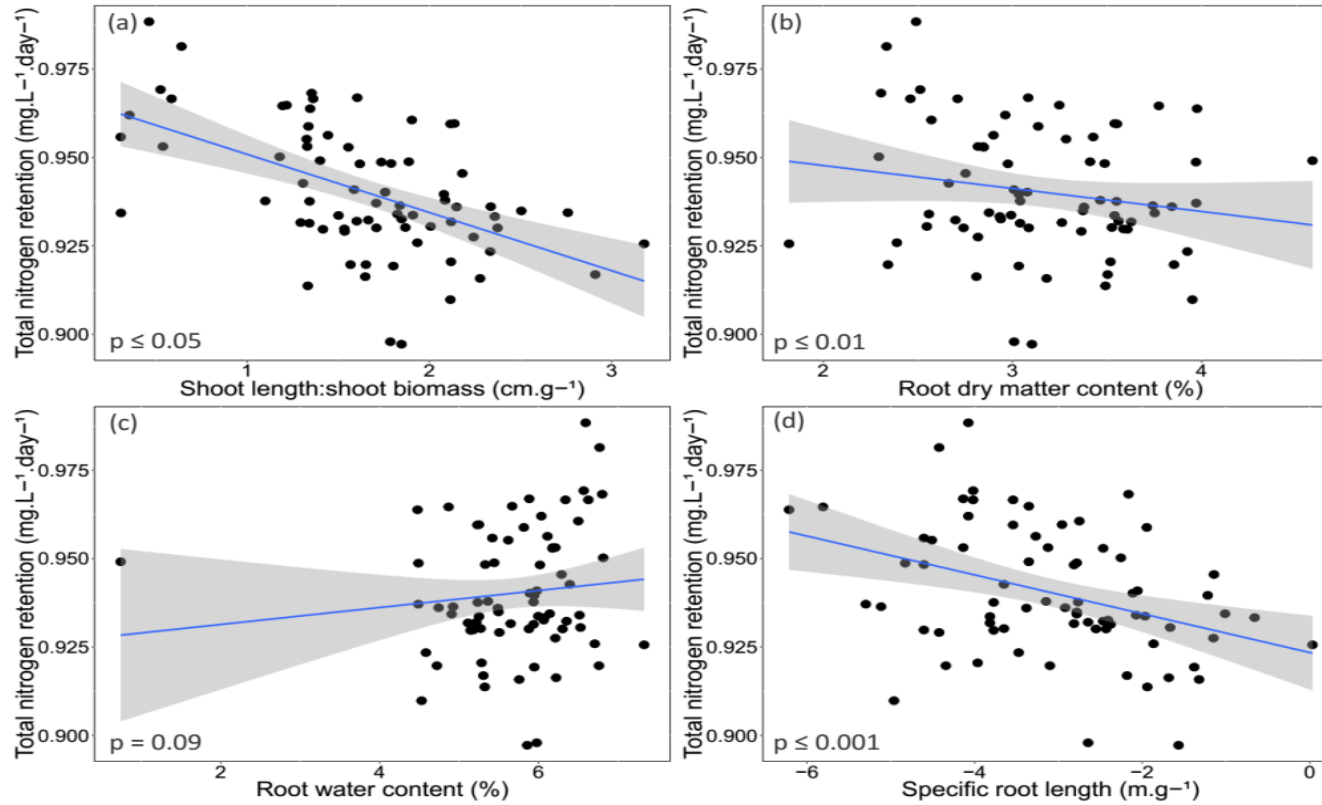 (a)
Total nitrogen retention (mg.L−¹.day−¹)
0.975
0.950
0.925
0.900
p ≤ 0.05
1 2 3
Shoot length:shoot biomass (cm.g−¹)
(b)
Total nitrogen retention (mg.L−¹.day−¹)
0.975
0.950
0.925
0.900
p ≤ 0.01
2 3 4
Root dry matter content (%)
(c)
Total nitrogen retention (mg.L−¹.day−¹)
0.975
0.950
0.925
0.900
p = 0.09
2 4 6
Root water content (%)
(d)
Total nitrogen retention (mg.L−¹.day−¹)
0.975
0.950
0.925
0.900
p ≤ 0.001
−6 −4 −2 0
Specific root length (m.g−¹)